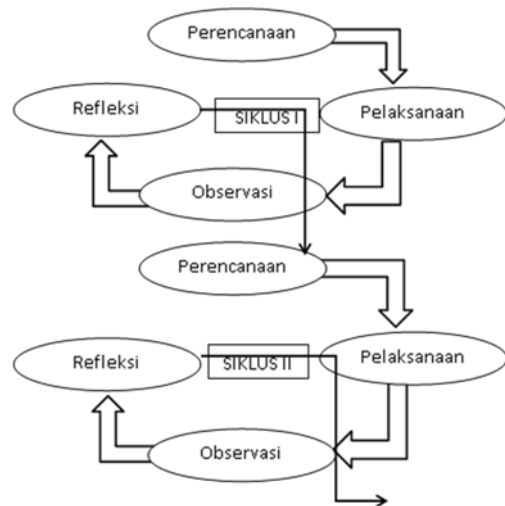 Perencanaan
Refleksi
SIKLUS I
Pelaksanaan
Observasi
Perencanaan
Refleksi
SIKLUS II
Pelaksanaan
Observasi